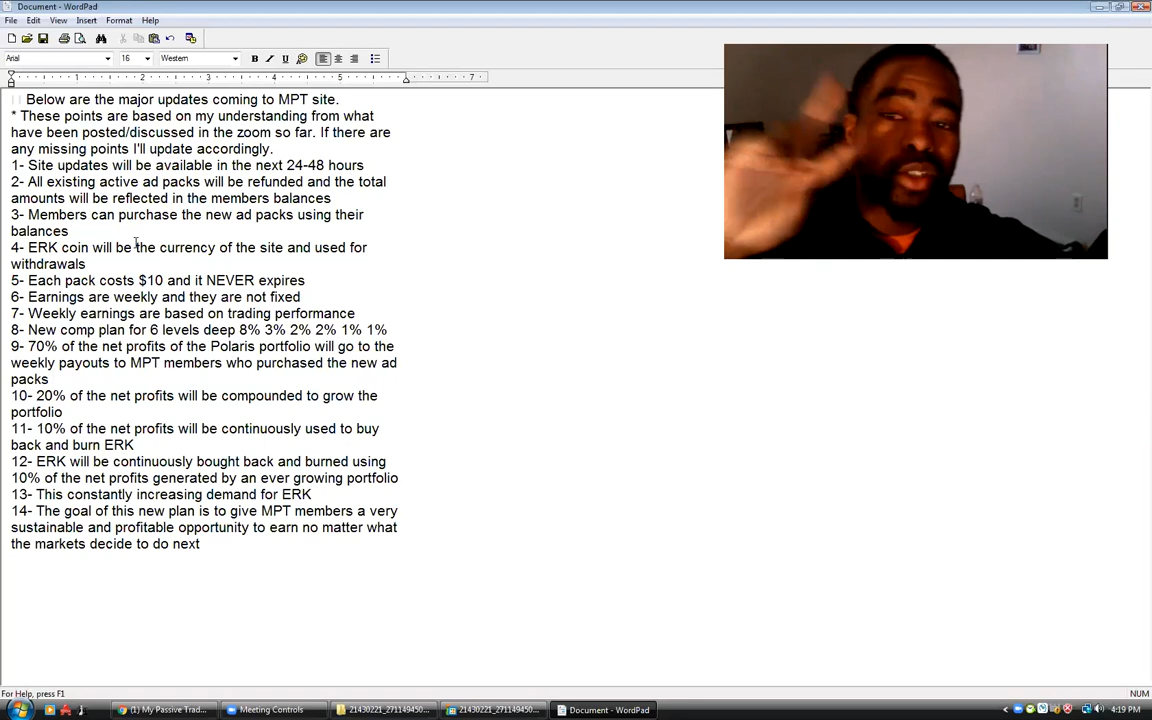 Document - WordPad
File Edit View Insert Format Help
Arial 16 Western
1 2 3 4 5 7
Below are the major updates coming to MPT site.
* These points are based on my understanding from what
have been posted/discussed in the zoom so far. If there are
any missing points I'll update accordingly.
1- Site updates will be available in the next 24-48 hours
2- All existing active ad packs will be refunded and the total
amounts will be reflected in the members balances
3- Members can purchase the new ad packs using their
balances
4- ERK coin will be the currency of the site and used for
withdrawals
5- Each pack costs $10 and it NEVER expires
6- Earnings are weekly and they are not fixed
7- Weekly earnings are based on trading performance
8- New comp plan for 6 levels deep 8% 3% 2% 2% 1% 1%
9- 70% of the net profits of the Polaris portfolio will go to the
weekly payouts to MPT members who purchased the new ad
packs
10- 20% of the net profits will be compounded to grow the
portfolio
11- 10% of the net profits will be continuously used to buy
back and burn ERK
12- ERK will be continuously bought back and burned using
10% of the net profits generated by an ever growing portfolio
13- This constantly increasing demand for ERK
14- The goal of this new plan is to give MPT members a very
sustainable and profitable opportunity to earn no matter what
the markets decide to do next
For Help, press F1
NUM
(1) My Passive Trad... Meeting Controls 21430221_271149450... 21430221_271149450... Document - WordPad 4:19 PM